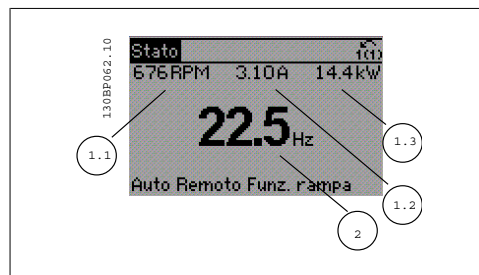 130BP062.10
Stato 1(1)
676RPM 3.10A 14.4kW
1.1
22.5Hz
1.3
1.2
Auto Remoto Funz. rampa
2